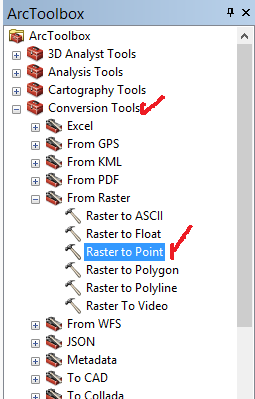 ArcToolbox
ArcToolbox
3D Analyst Tools
Analysis Tools
Cartography Tools
Conversion Tools
Excel
From GPS
From KML
From PDF
From Raster
Raster to ASCII
Raster to Float
Raster to Point
Raster to Polygon
Raster to Polyline
Raster To Video
From WFS
JSON
Metadata
To CAD
To Collada